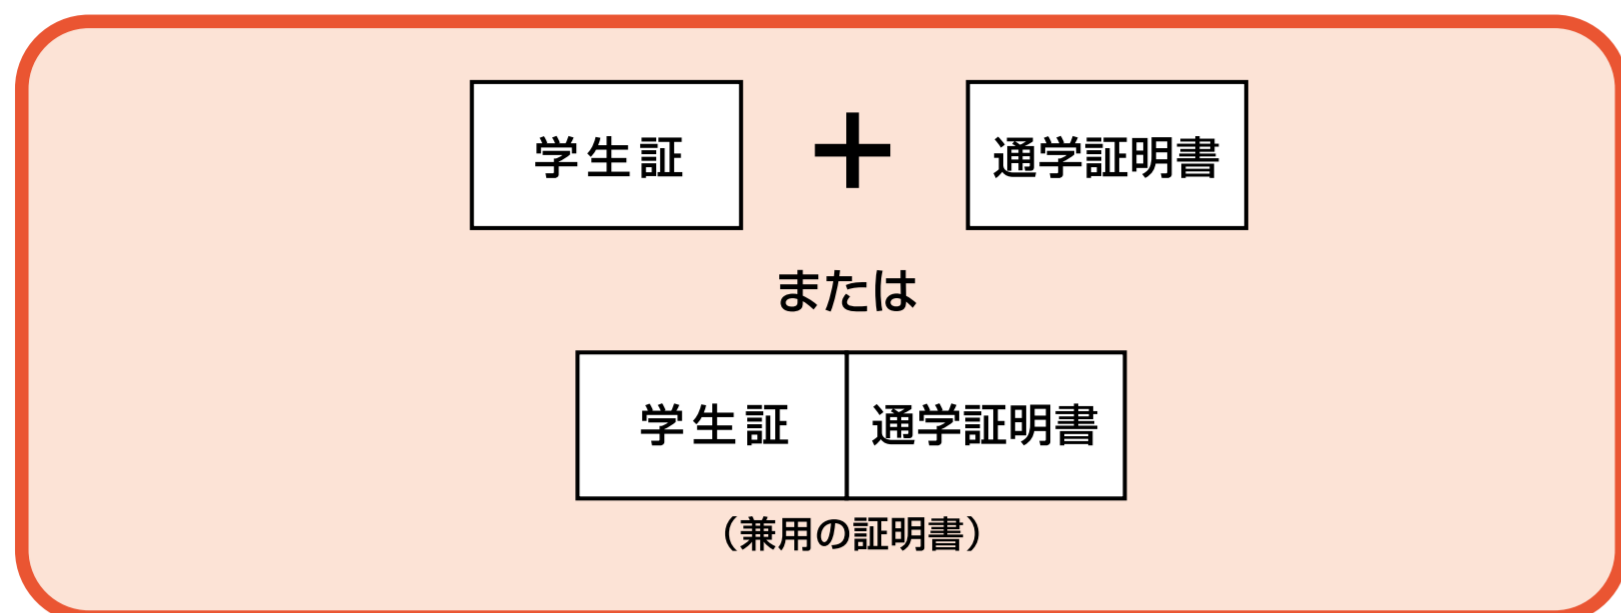 学生証 + 通学証明書
または
学生証 通学証明書
（兼用の証明書）